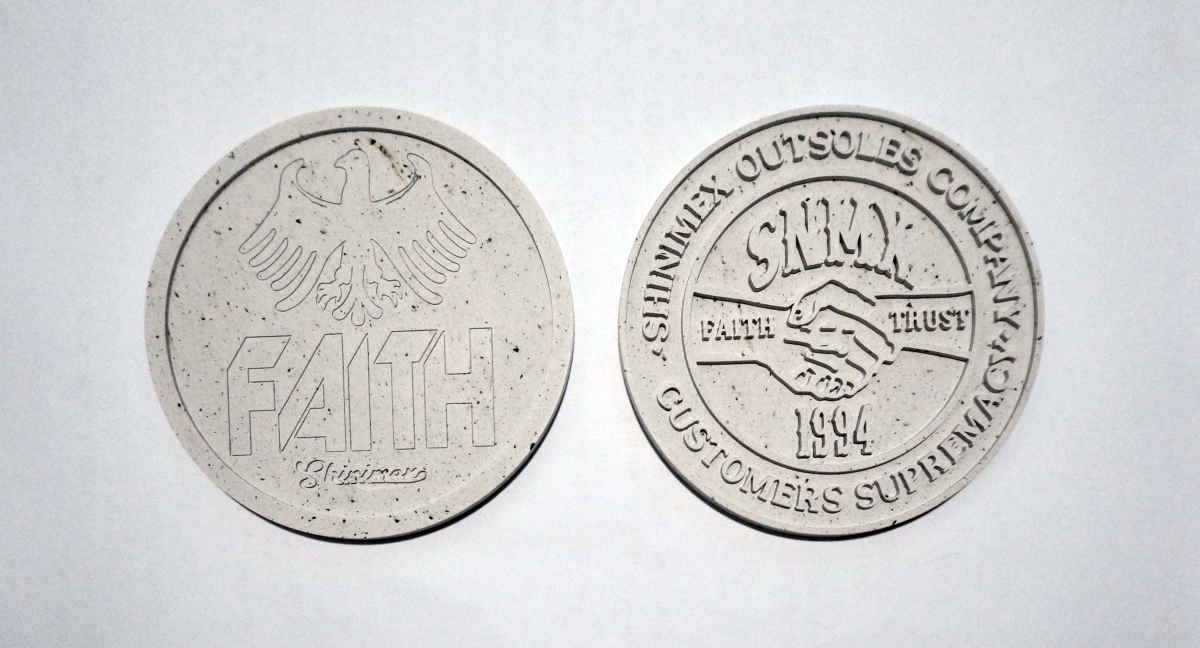 FAITH
Shinimex
SHINIMEX OUTSOLES COMPANY
SNMX
FAITH TRUST
1994
CUSTOMERS SUPREMACY